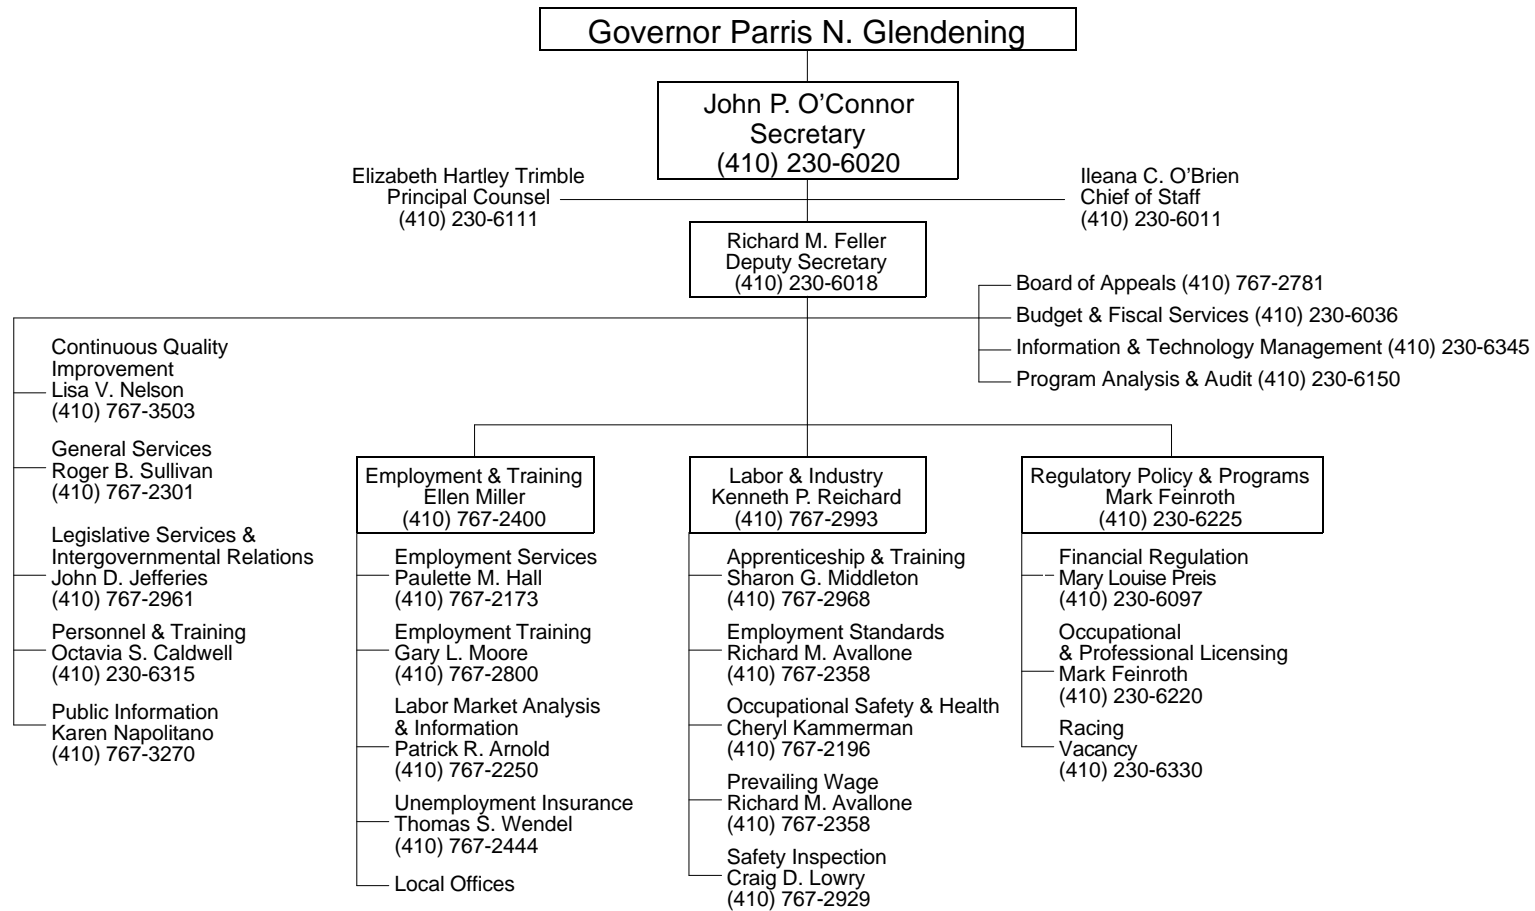 Governor Parris N. Glendening
John P. O’Connor
Secretary
(410) 230-6020
Elizabeth Hartley Trimble
Principal Counsel
(410) 230-6111
Ileana C. O’Brien
Chief of Staff
(410) 230-6011
Richard M. Feller
Deputy Secretary
(410) 230-6018
Board of Appeals (410) 767-2781
Budget & Fiscal Services (410) 230-6036
Information & Technology Management (410) 230-6345
Program Analysis & Audit (410) 230-6150
Continuous Quality
Improvement
Lisa V. Nelson
(410) 767-3503
General Services
Roger B. Sullivan
(410) 767-2301
Legislative Services &
Intergovernmental Relations
John D. Jefferies
(410) 767-2961
Personnel & Training
Octavia S. Caldwell
(410) 230-6315
Public Information
Karen Napolitano
(410) 767-3270
Employment & Training
Ellen Miller
(410) 767-2400
Employment Services
Paulette M. Hall
(410) 767-2173
Employment Training
Gary L. Moore
(410) 767-2800
Labor Market Analysis
& Information
Patrick R. Arnold
(410) 767-2250
Unemployment Insurance
Thomas S. Wendel
(410) 767-2444
Local Offices
Labor & Industry
Kenneth P. Reichard
(410) 767-2993
Apprenticeship & Training
Sharon G. Middleton
(410) 767-2968
Employment Standards
Richard M. Avallone
(410) 767-2358
Occupational Safety & Health
Cheryl Kammerman
(410) 767-2196
Prevailing Wage
Richard M. Avallone
(410) 767-2358
Safety Inspection
Craig D. Lowry
(410) 767-2929
Regulatory Policy & Programs
Mark Feinroth
(410) 230-6225
Financial Regulation
Mary Louise Preis
(410) 230-6097
Occupational
& Professional Licensing
Mark Feinroth
(410) 230-6220
Racing
Vacancy
(410) 230-6330